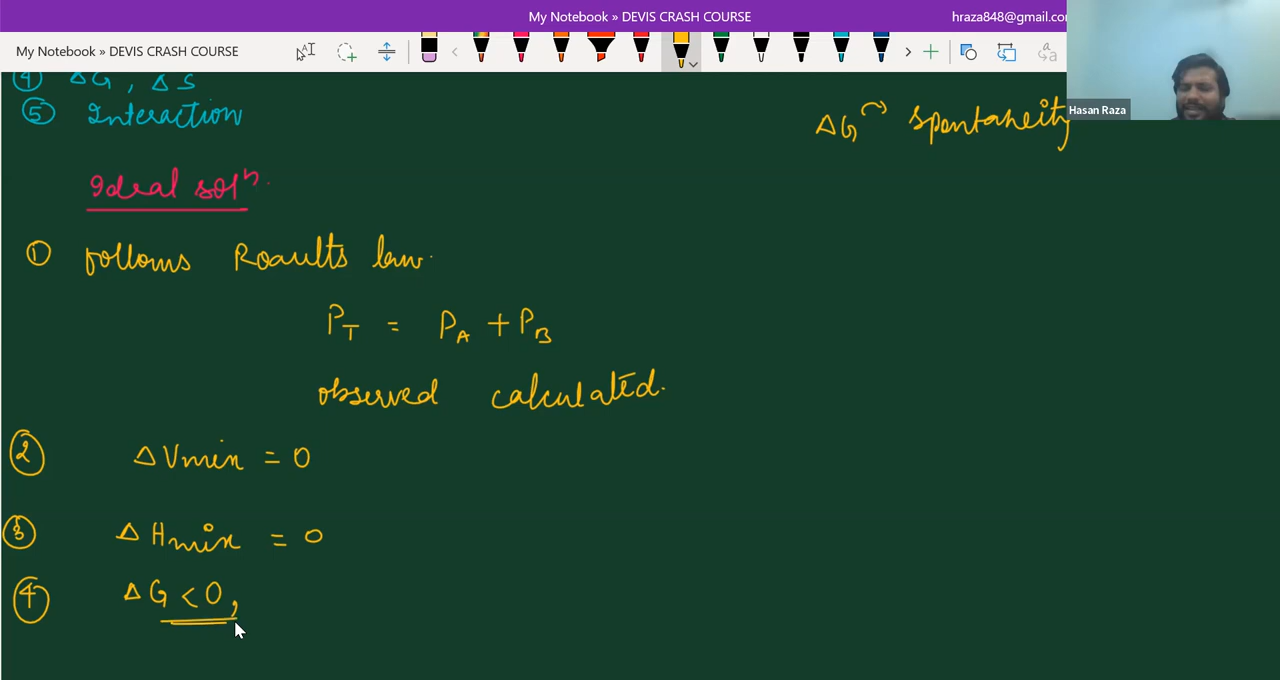 My Notebook » DEVIS CRASH COURSE
hraza848@gmail.co
My Notebook » DEVIS CRASH COURSE
Hasan Raza
④ ΔG, ΔS
⑤ Interaction
ΔG → Spontaneity
Ideal solⁿ.
① follows Roaults law.
P_T = P_A + P_B
observed calculated.
② ΔVmix = 0
③ ΔHmix = 0
④ ΔG < 0,